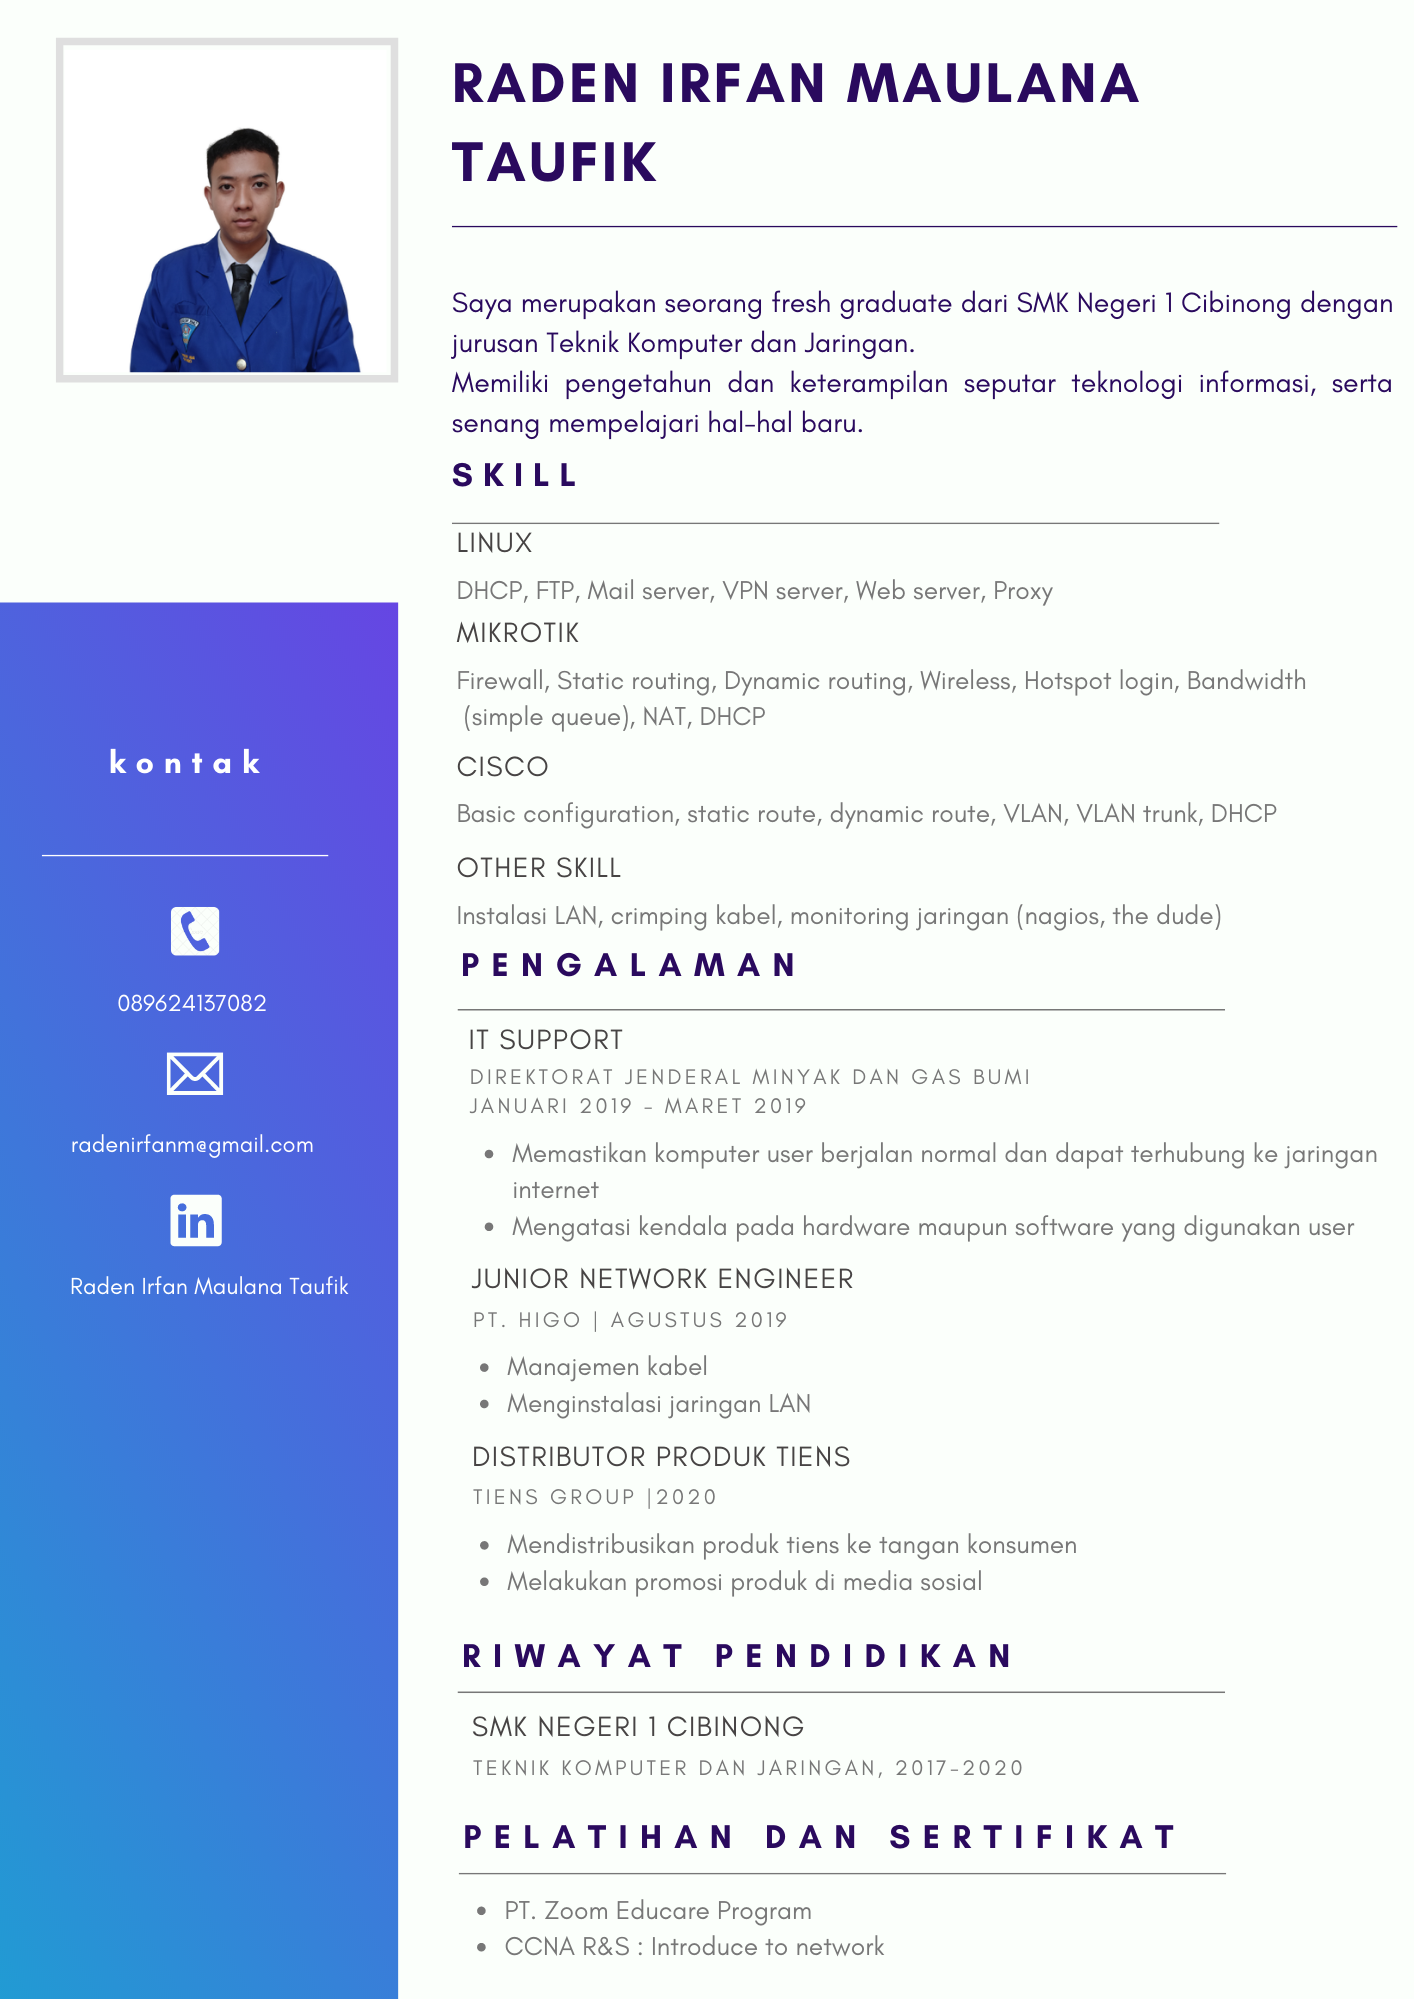 RADEN IRFAN MAULANA
TAUFIK
Saya merupakan seorang fresh graduate dari SMK Negeri 1 Cibinong dengan
jurusan Teknik Komputer dan Jaringan.
Memiliki pengetahun dan keterampilan seputar teknologi informasi, serta
senang mempelajari hal-hal baru.
SKILL
LINUX
DHCP, FTP, Mail server, VPN server, Web server, Proxy
MIKROTIK
Firewall, Static routing, Dynamic routing, Wireless, Hotspot login, Bandwidth
(simple queue), NAT, DHCP
CISCO
Basic configuration, static route, dynamic route, VLAN, VLAN trunk, DHCP
OTHER SKILL
Instalasi LAN, crimping kabel, monitoring jaringan (nagios, the dude)
PENGALAMAN
IT SUPPORT
DIREKTORAT JENDERAL MINYAK DAN GAS BUMI
JANUARI 2019 - MARET 2019
• Memastikan komputer user berjalan normal dan dapat terhubung ke jaringan
internet
• Mengatasi kendala pada hardware maupun software yang digunakan user
JUNIOR NETWORK ENGINEER
PT. HIGO | AGUSTUS 2019
• Manajemen kabel
• Menginstalasi jaringan LAN
DISTRIBUTOR PRODUK TIENS
TIENS GROUP |2020
• Mendistribusikan produk tiens ke tangan konsumen
• Melakukan promosi produk di media sosial
RIWAYAT PENDIDIKAN
SMK NEGERI 1 CIBINONG
TEKNIK KOMPUTER DAN JARINGAN, 2017-2020
PELATIHAN DAN SERTIFIKAT
• PT. Zoom Educare Program
• CCNA R&S : Introduce to network
kontak
089624137082
radenirfanm@gmail.com
in
Raden Irfan Maulana Taufik